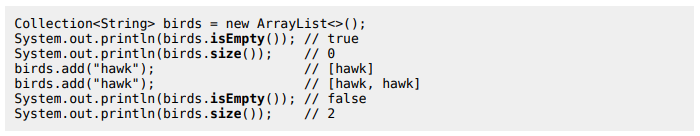 Collection<String> birds = new ArrayList<>();
System.out.println(birds.isEmpty()); // true
System.out.println(birds.size());    // 0
birds.add("hawk");                   // [hawk]
birds.add("hawk");                   // [hawk, hawk]
System.out.println(birds.isEmpty()); // false
System.out.println(birds.size());    // 2